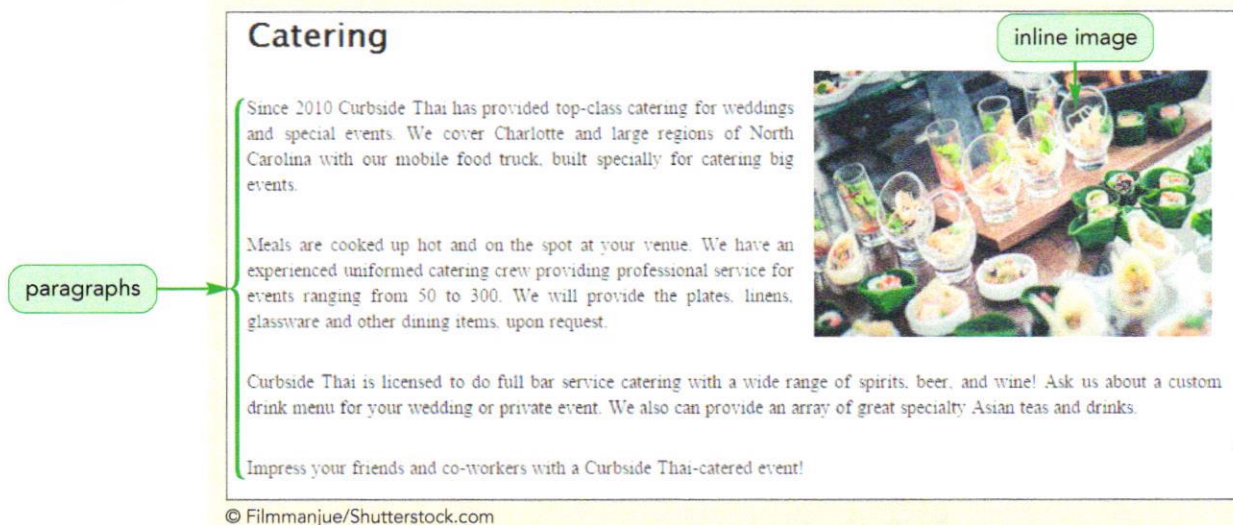 Catering
inline image
Since 2010 Curbside Thai has provided top-class catering for weddings
and special events. We cover Charlotte and large regions of North
Carolina with our mobile food truck, built specially for catering big
events.
Meals are cooked up hot and on the spot at your venue. We have an
experienced uniformed catering crew providing professional service for
events ranging from 50 to 300. We will provide the plates, linens,
glassware and other dining items, upon request.
paragraphs
Curbside Thai is licensed to do full bar service catering with a wide range of spirits, beer, and wine! Ask us about a custom
drink menu for your wedding or private event. We also can provide an array of great specialty Asian teas and drinks.
Impress your friends and co-workers with a Curbside Thai-catered event!
© Filmmanjue/Shutterstock.com